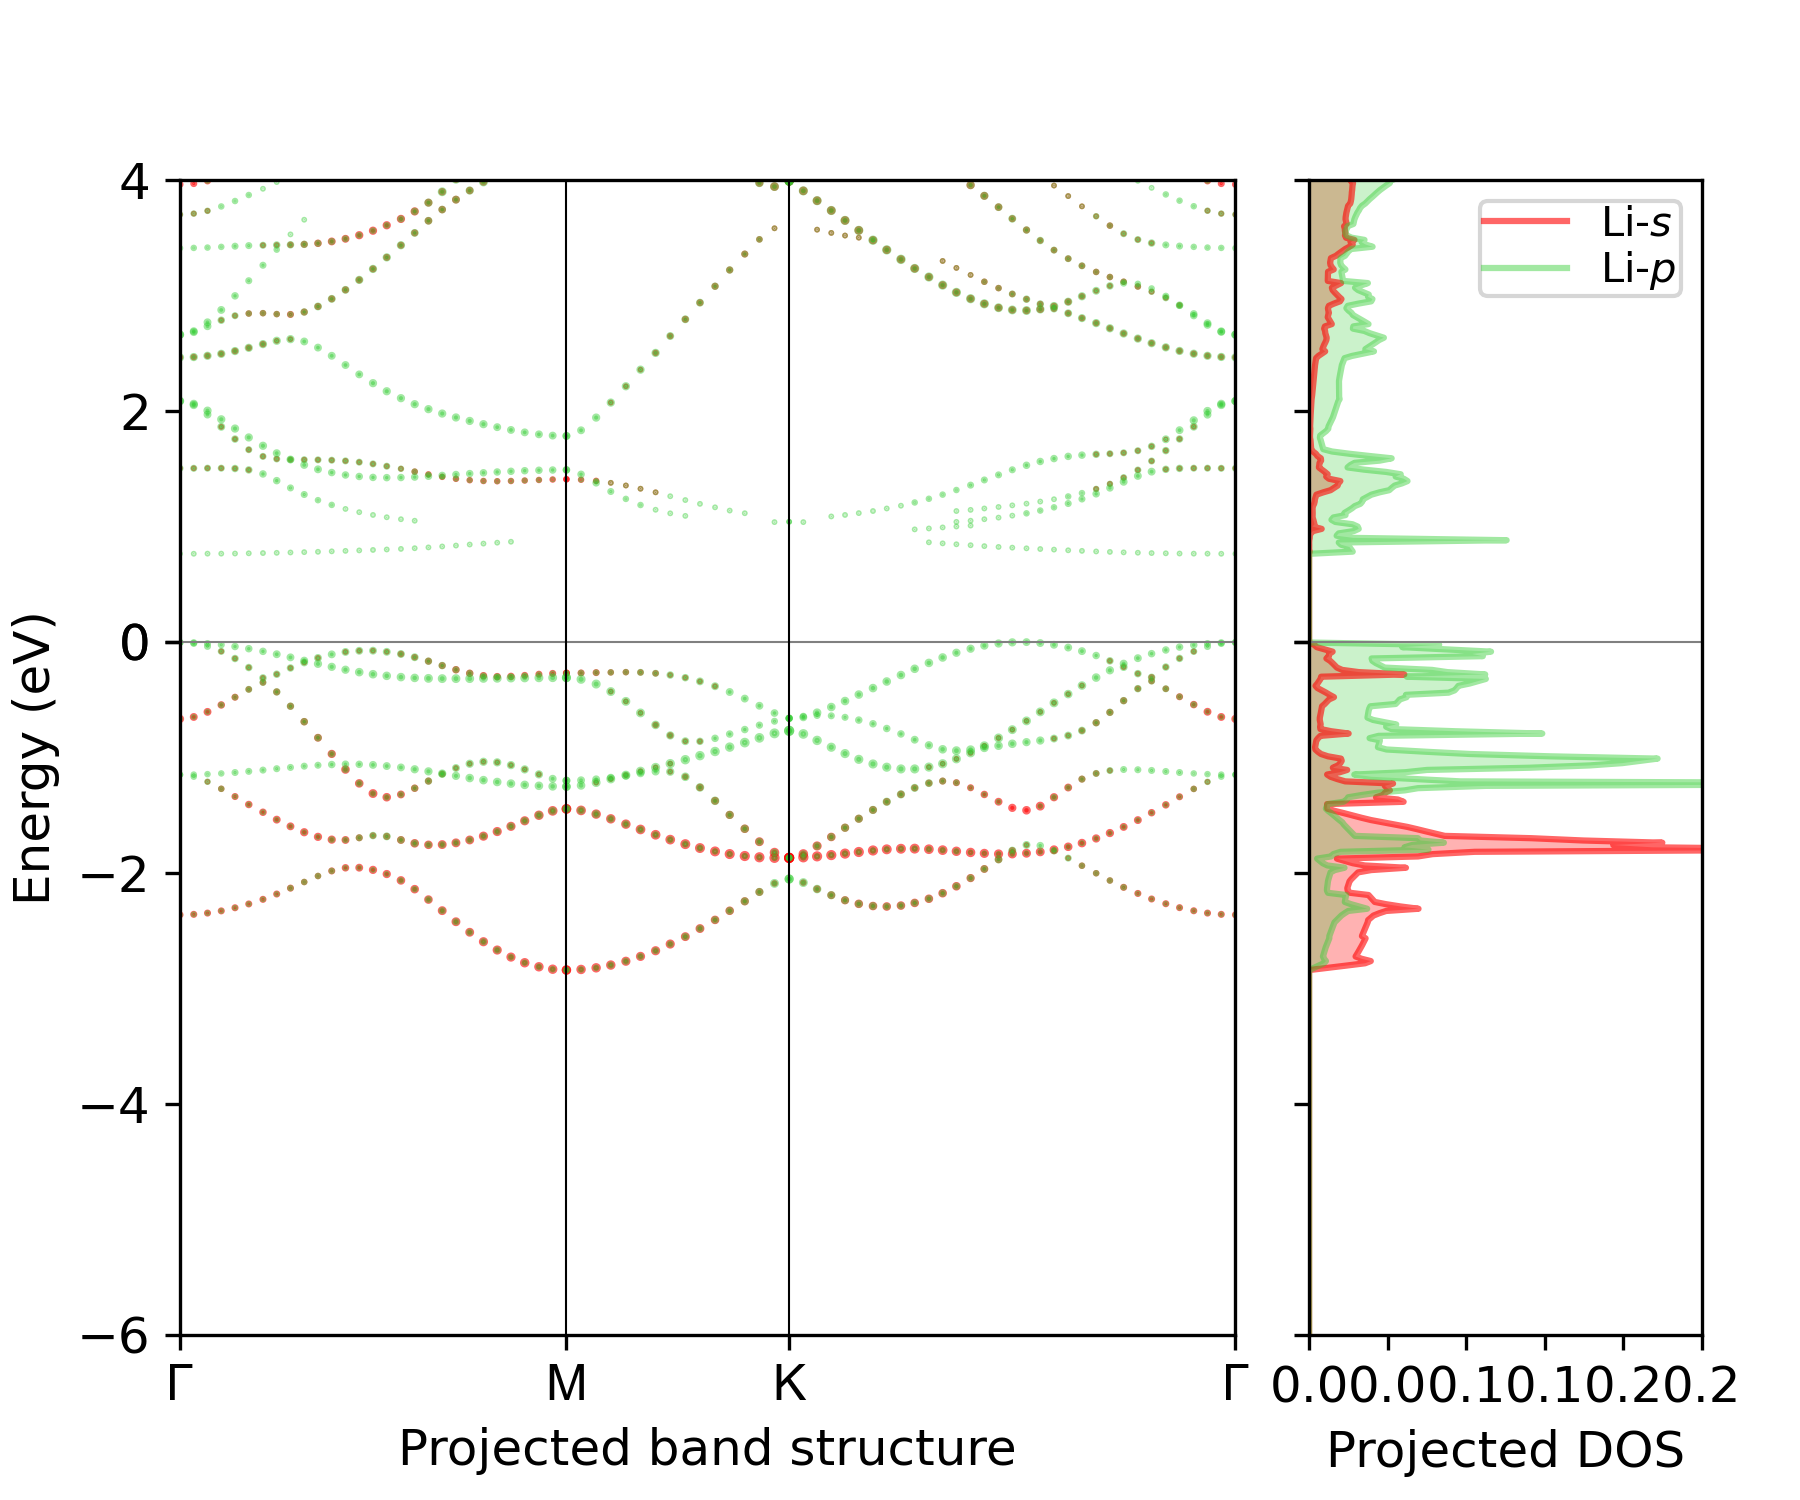 4
2
0
−2
−4
−6
Energy (eV)
Γ
M
K
Γ
Projected band structure
Li-s
Li-p
0.00.00.10.10.20.2
Projected DOS